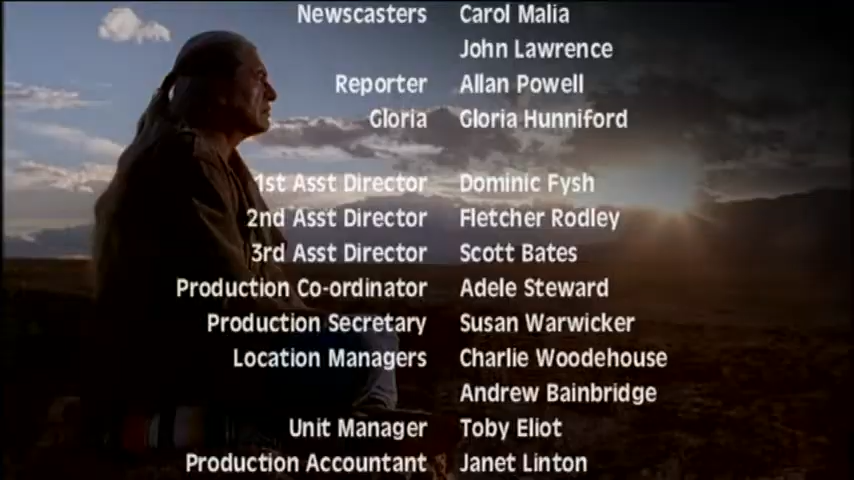 Newscasters Carol Malia
John Lawrence
Reporter Allan Powell
Gloria Gloria Hunniford
1st Asst Director Dominic Fysh
2nd Asst Director Fletcher Rodley
3rd Asst Director Scott Bates
Production Co-ordinator Adele Steward
Production Secretary Susan Warwicker
Location Managers Charlie Woodehouse
Andrew Bainbridge
Unit Manager Toby Eliot
Production Accountant Janet Linton